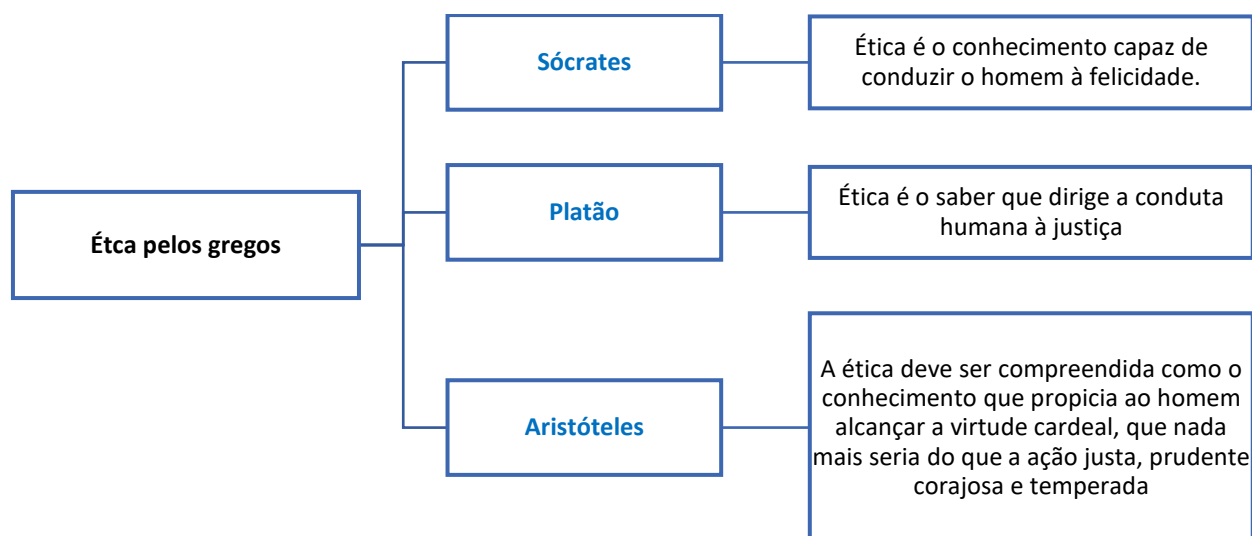 Étca pelos gregos
Sócrates
Ética é o conhecimento capaz de
conduzir o homem à felicidade.
Platão
Ética é o saber que dirige a conduta
humana à justiça
Aristóteles
A ética deve ser compreendida como o
conhecimento que propicia ao homem
alcançar a virtude cardeal, que nada
mais seria do que a ação justa, prudente
corajosa e temperada